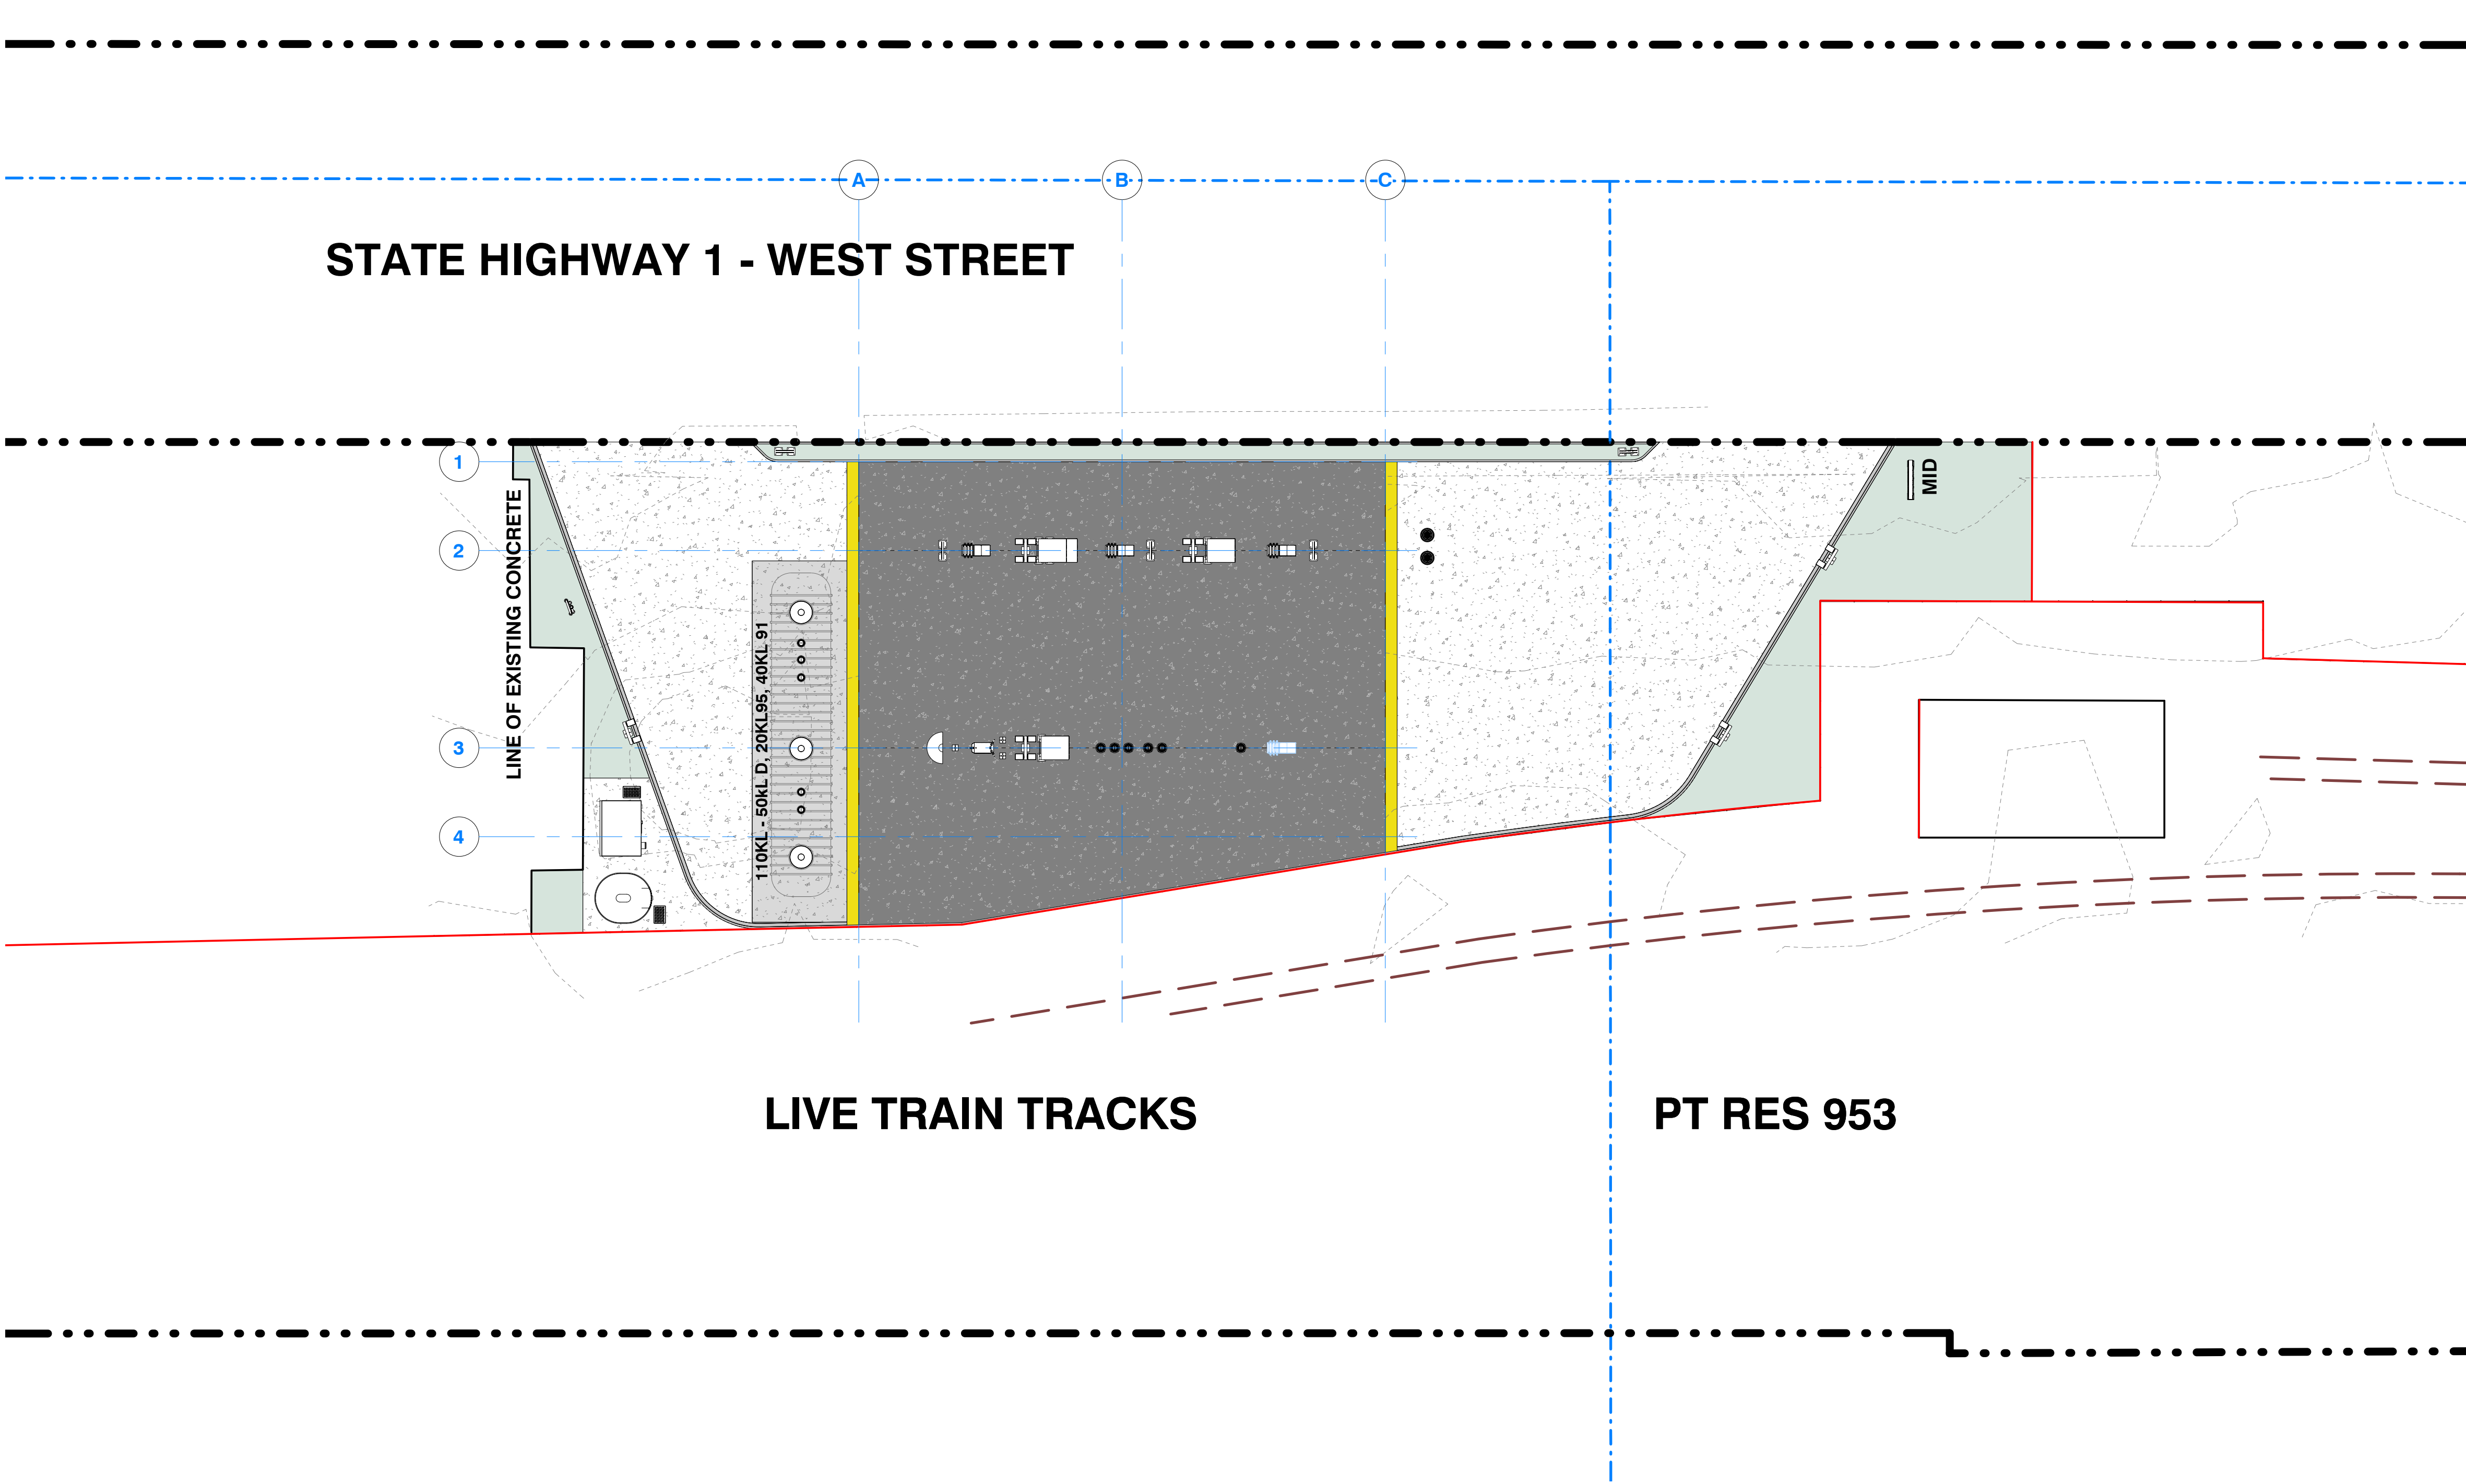 A
B
C
STATE HIGHWAY 1 - WEST STREET
1
2
3
4
LINE OF EXISTING CONCRETE
110KL - 50kL D, 20KL95, 40KL 91
MID
LIVE TRAIN TRACKS
PT RES 953